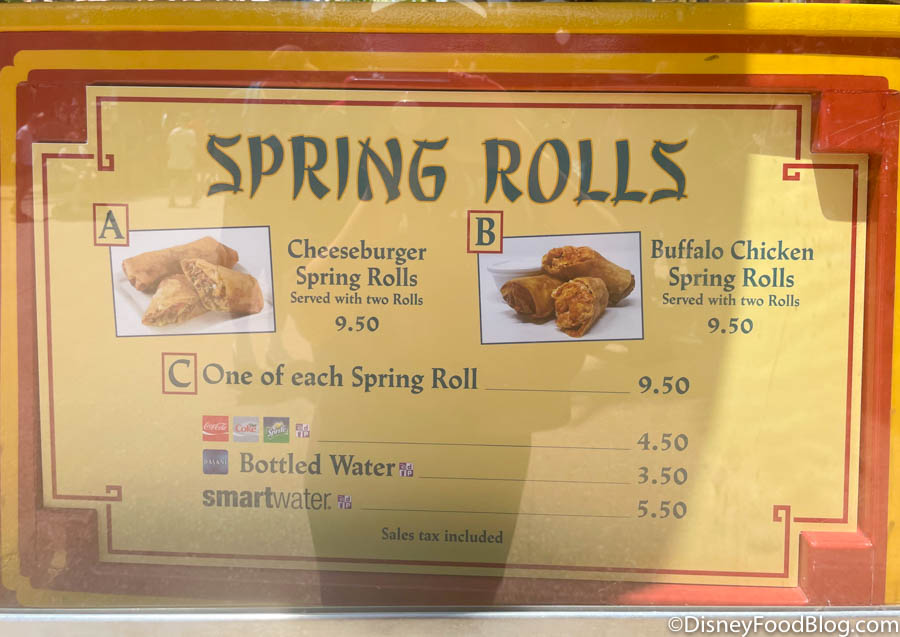 SPRING ROLLS
A
Cheeseburger
Spring Rolls
Served with two Rolls
9.50
B
Buffalo Chicken
Spring Rolls
Served with two Rolls
9.50
C One of each Spring Roll 9.50
Coca-Cola Coke Sprite 4.50
DASANI Bottled Water 3.50
smartwater. 5.50
Sales tax included
©DisneyFoodBlog.com